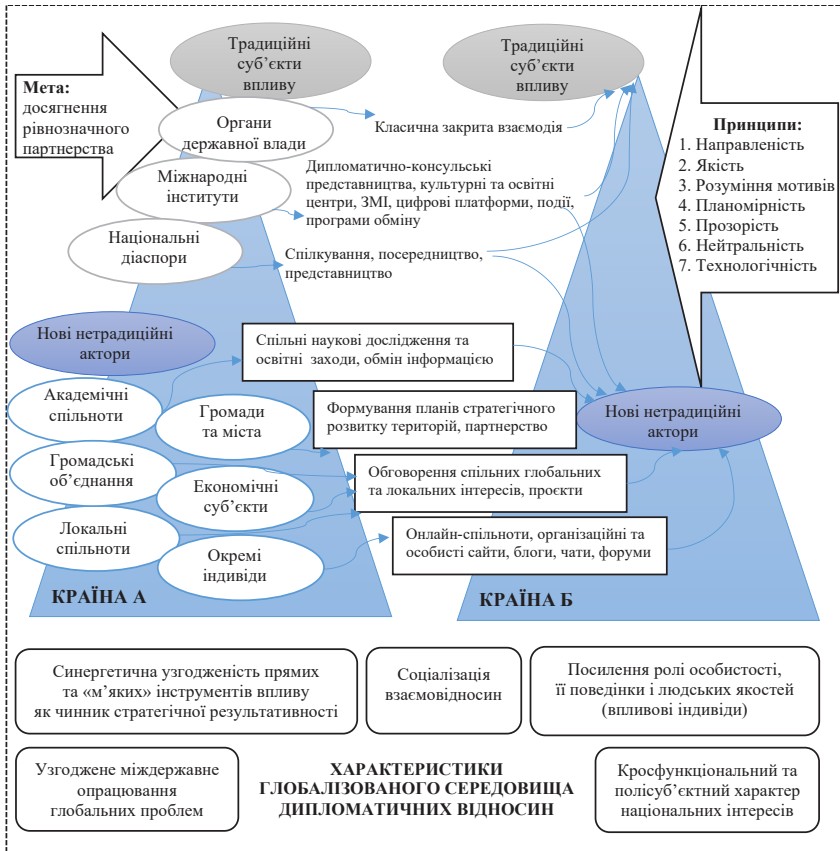 Традиційні
суб’єкти
впливу
Традиційні
суб’єкти
впливу
Мета:
досягнення
рівнозначного
партнерства
Органи
державної влади
Класична закрита взаємодія
Принципи:
1. Направленість
2. Якість
3. Розуміння мотивів
4. Планомірність
5. Прозорість
6. Нейтральність
7. Технологічність
Міжнародні
інститути
Дипломатично-консульські
представництва, культурні та освітні
центри, ЗМІ, цифрові платформи, події,
програми обміну
Національні
діаспори
Спілкування, посередництво,
представництво
Нові нетрадиційні
актори
Спільні наукові дослідження та
освітні заходи, обмін інформацією
Академічні
спільноти
Громади
та міста
Формування планів стратегічного
розвитку територій, партнерство
Нові нетрадиційні
актори
Громадські
об’єднання
Економічні
суб’єкти
Обговорення спільних глобальних
та локальних інтересів, проєкти
Локальні
спільноти
Окремі
індивіди
Онлайн-спільноти, організаційні та
особисті сайти, блоги, чати, форуми
КРАЇНА А
КРАЇНА Б
Синергетична узгодженість прямих
та «м’яких» інструментів впливу
як чинник стратегічної результативності
Соціалізація
взаємовідносин
Посилення ролі особистості,
її поведінки і людських якостей
(впливові індивіди)
Узгоджене міждержавне
опрацювання
глобальних проблем
ХАРАКТЕРИСТИКИ
ГЛОБАЛІЗОВАНОГО СЕРЕДОВИЩА
ДИПЛОМАТИЧНИХ ВІДНОСИН
Кросфункціональний та
полісуб’єктний характер
національних інтересів